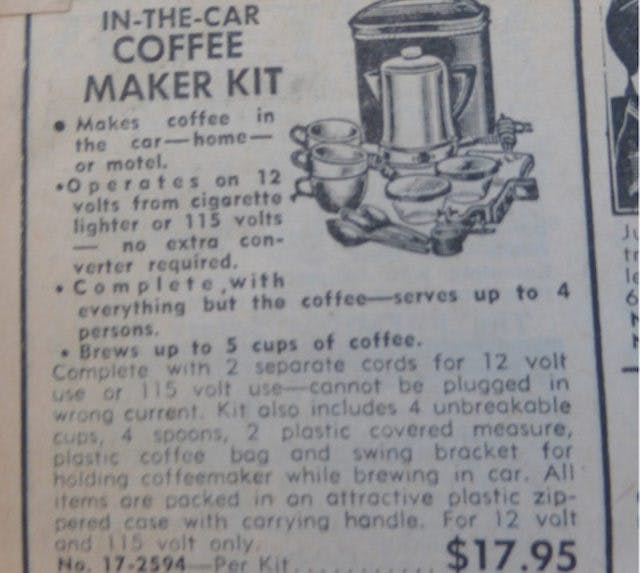 IN-THE-CAR
COFFEE
MAKER KIT
• Makes coffee in
the car—home—
or motel.
•Operates on 12
volts from cigarette
lighter or 115 volts
— no extra con-
verter required.
• Complete with
everything but the coffee—serves up to 4
persons.
• Brews up to 5 cups of coffee.
Complete with 2 separate cords for 12 volt
use or 115 volt use—cannot be plugged in
wrong current. Kit also includes 4 unbreakable
cups, 4 spoons, 2 plastic covered measure,
plastic coffee bag and swing bracket for
holding coffeemaker while brewing in car. All
items are packed in an attractive plastic zip-
pered case with carrying handle. For 12 volt
and 115 volt only.
No. 17-2594—Per Kit.......... $17.95